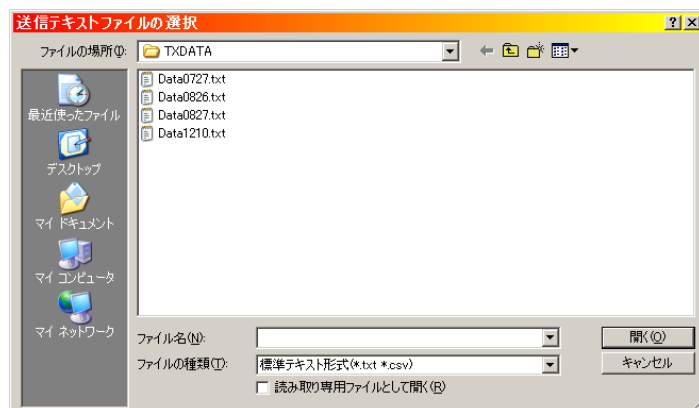 送信テキストファイルの選択
ファイルの場所(I):
TXDATA
最近使ったファイル
デスクトップ
マイ ドキュメント
マイ コンピュータ
マイ ネットワーク
Data0727.txt
Data0826.txt
Data0827.txt
Data1210.txt
ファイル名(N):
開く(O)
ファイルの種類(T):
標準テキスト形式(*.txt *.csv)
キャンセル
読み取り専用ファイルとして開く(R)